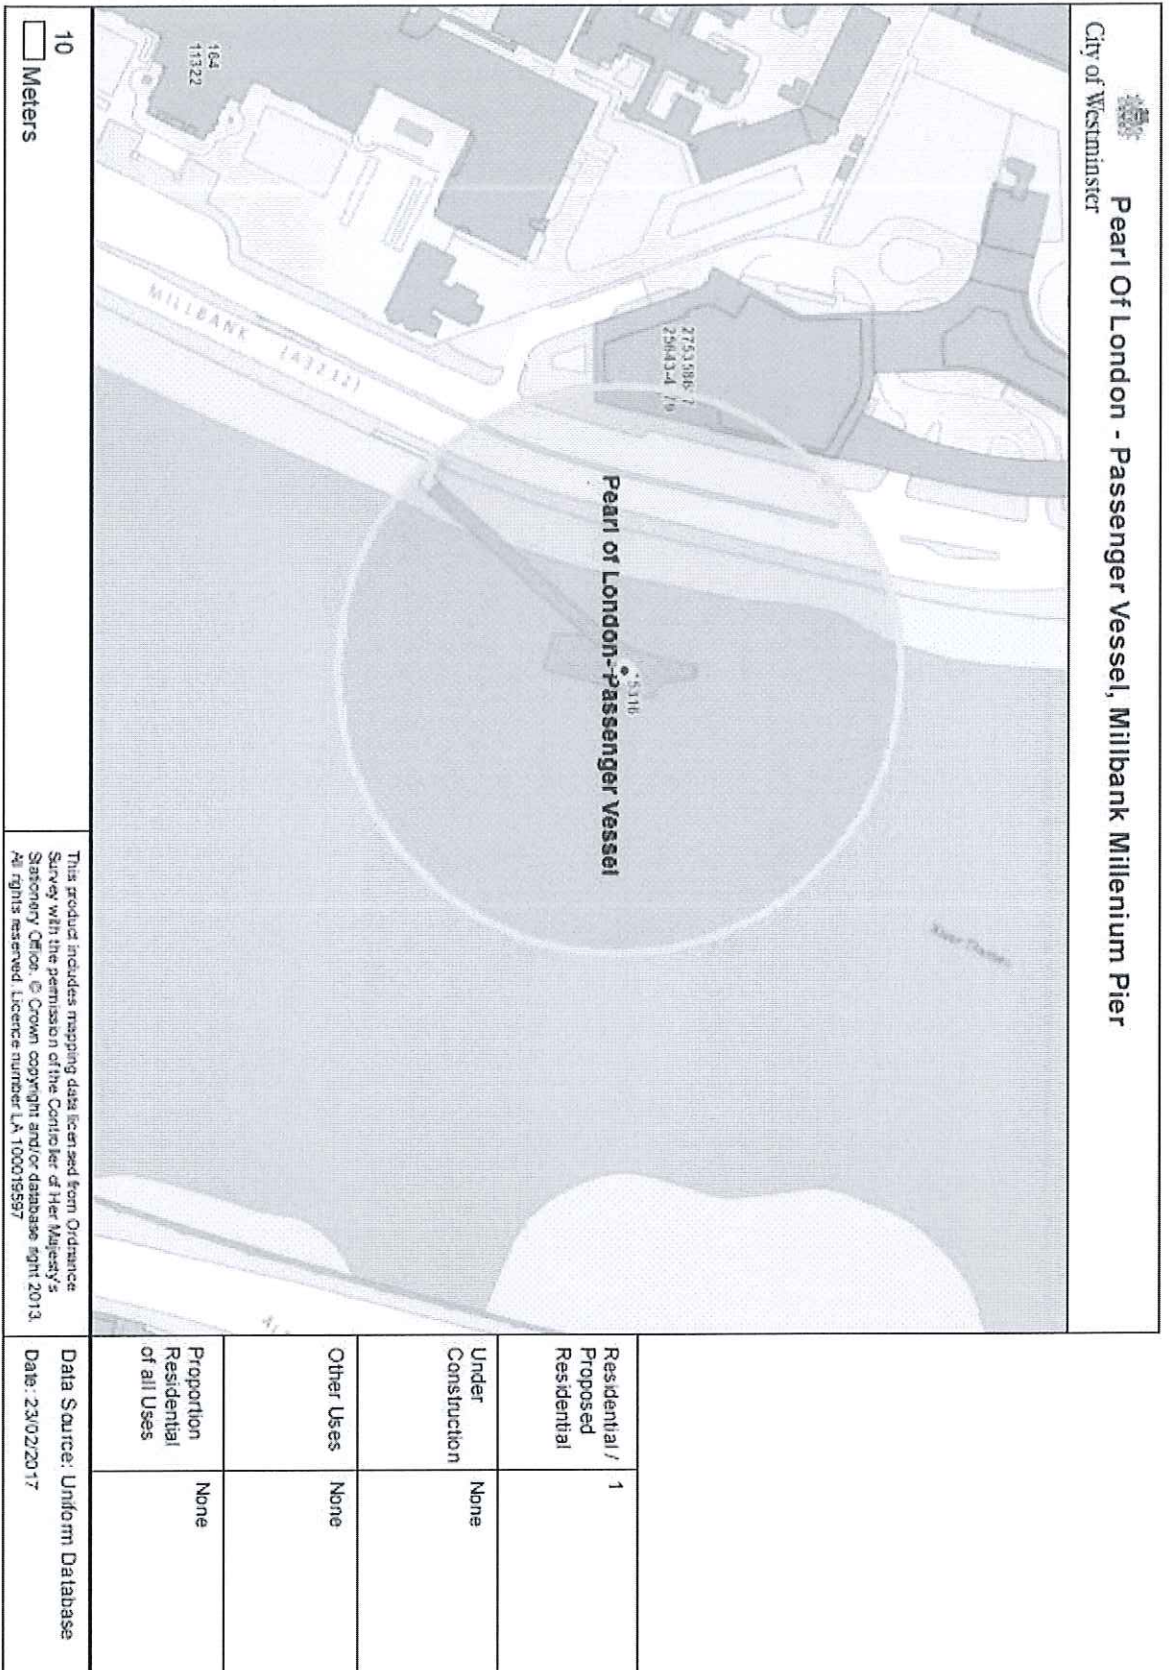 Pearl Of London - Passenger Vessel, Millbank Millenium Pier
City of Westminster
MILLBANK (A3212)
164
11322
Pearl of London-Passenger Vessel
Residential /
Proposed
Residential
1
Under
Construction
None
Other Uses
None
Proportion
Residential
of all Uses
None
10
Meters
This product includes mapping data licensed from Ordnance
Survey with the permission of the Controller of Her Majesty's
Stationery Office. © Crown copyright and/or database right 2013.
All rights reserved. Licence number LA 100019597
Data Source: Uniform Database
Date: 23/02/2017